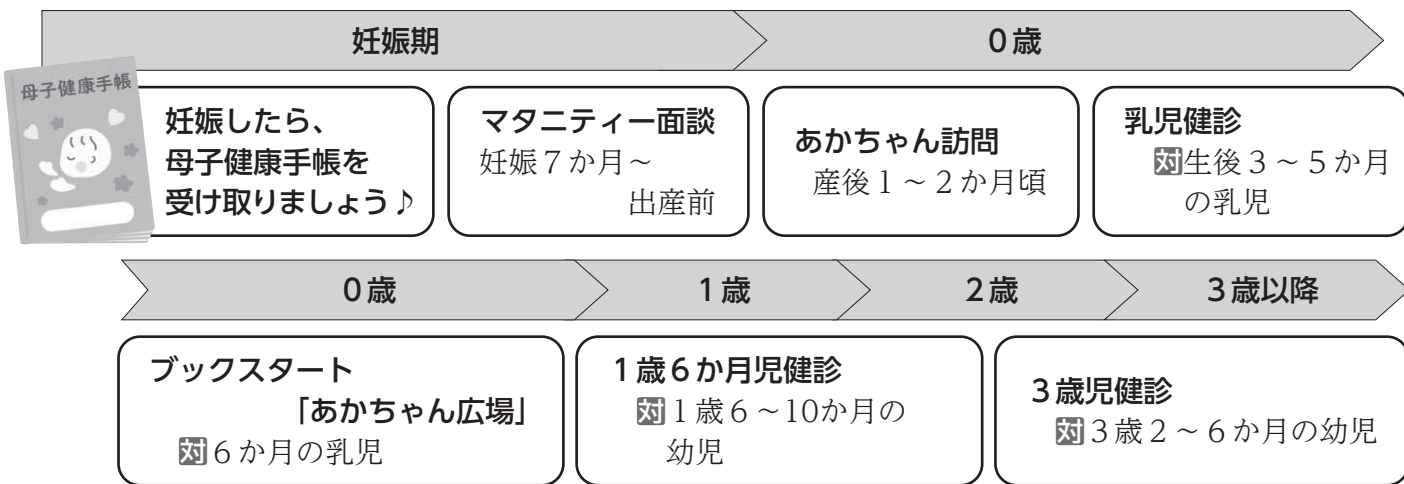 妊娠期
0歳
母子健康手帳
妊娠したら、
母子健康手帳を
受け取りましょう♪
マタニティー面談
妊娠7か月～
出産前
あかちゃん訪問
産後1～2か月頃
乳児健診
対生後3～5か月
の乳児
0歳
1歳
2歳
3歳以降
ブックスタート
「あかちゃん広場」
対6か月の乳児
1歳6か月児健診
対1歳6～10か月の
幼児
3歳児健診
対3歳2～6か月の幼児